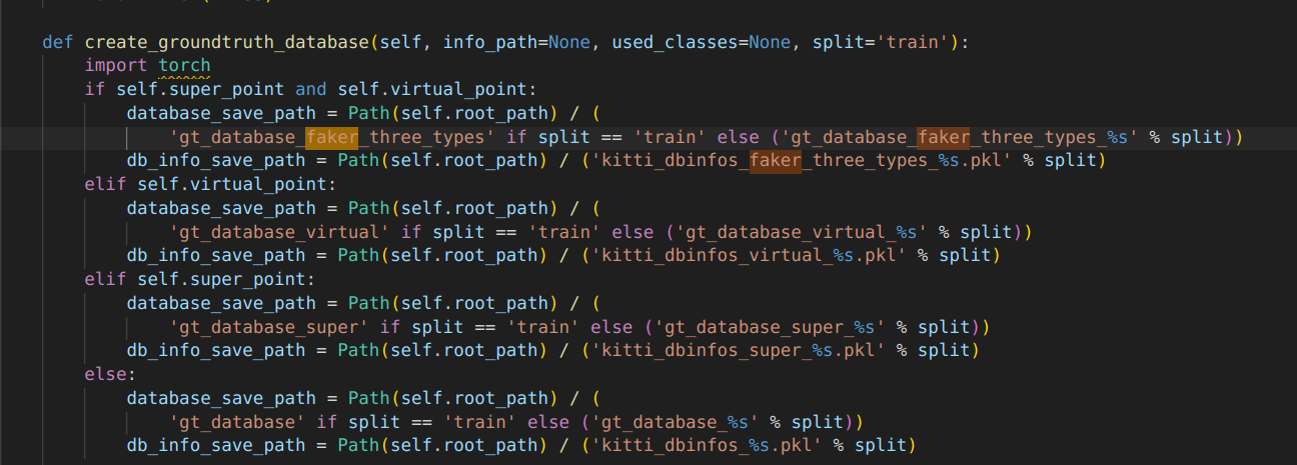 def create_groundtruth_database(self, info_path=None, used_classes=None, split='train'):
import torch
if self.super_point and self.virtual_point:
database_save_path = Path(self.root_path) / (
'gt_database_faker_three_types' if split == 'train' else ('gt_database_faker_three_types_%s' % split))
db_info_save_path = Path(self.root_path) / ('kitti_dbinfos_faker_three_types_%s.pkl' % split)
elif self.virtual_point:
database_save_path = Path(self.root_path) / (
'gt_database_virtual' if split == 'train' else ('gt_database_virtual_%s' % split))
db_info_save_path = Path(self.root_path) / ('kitti_dbinfos_virtual_%s.pkl' % split)
elif self.super_point:
database_save_path = Path(self.root_path) / (
'gt_database_super' if split == 'train' else ('gt_database_super_%s' % split))
db_info_save_path = Path(self.root_path) / ('kitti_dbinfos_super_%s.pkl' % split)
else:
database_save_path = Path(self.root_path) / (
'gt_database' if split == 'train' else ('gt_database_%s' % split))
db_info_save_path = Path(self.root_path) / ('kitti_dbinfos_%s.pkl' % split)